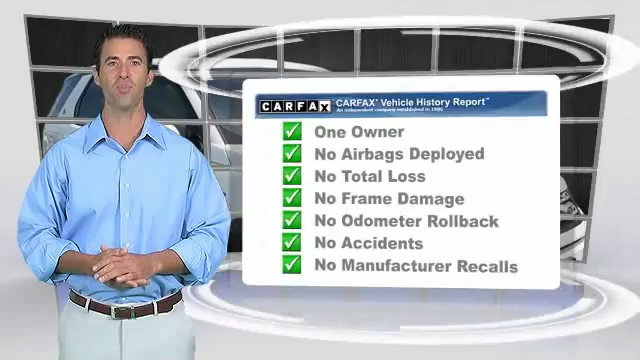 CARFAX CARFAX® Vehicle History Report™
An independent company established in 1986
One Owner
No Airbags Deployed
No Total Loss
No Frame Damage
No Odometer Rollback
No Accidents
No Manufacturer Recalls